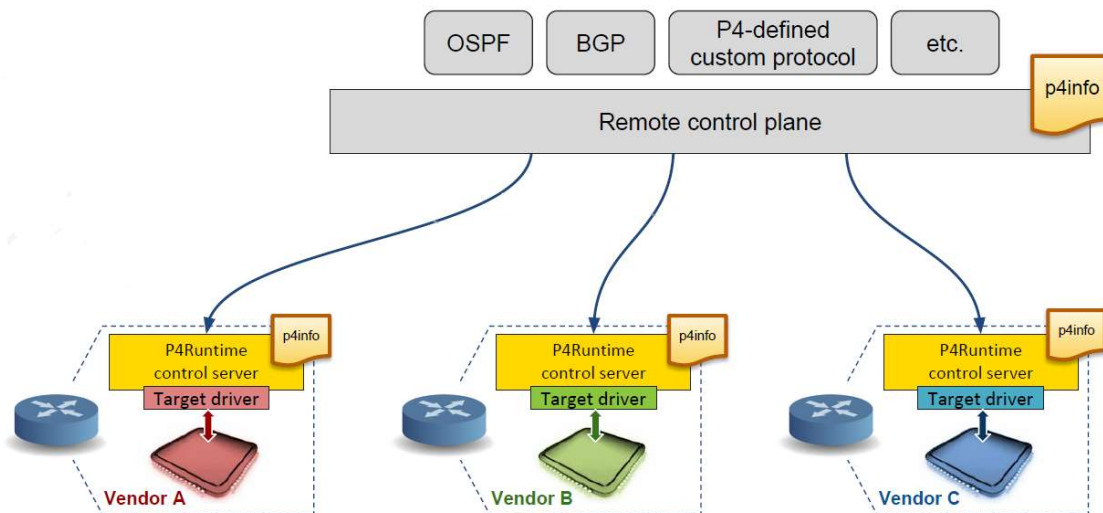 OSPF
BGP
P4-defined
custom protocol
etc.
p4info
Remote control plane
p4info
P4Runtime
control server
Target driver
Vendor A
p4info
P4Runtime
control server
Target driver
Vendor B
p4info
P4Runtime
control server
Target driver
Vendor C